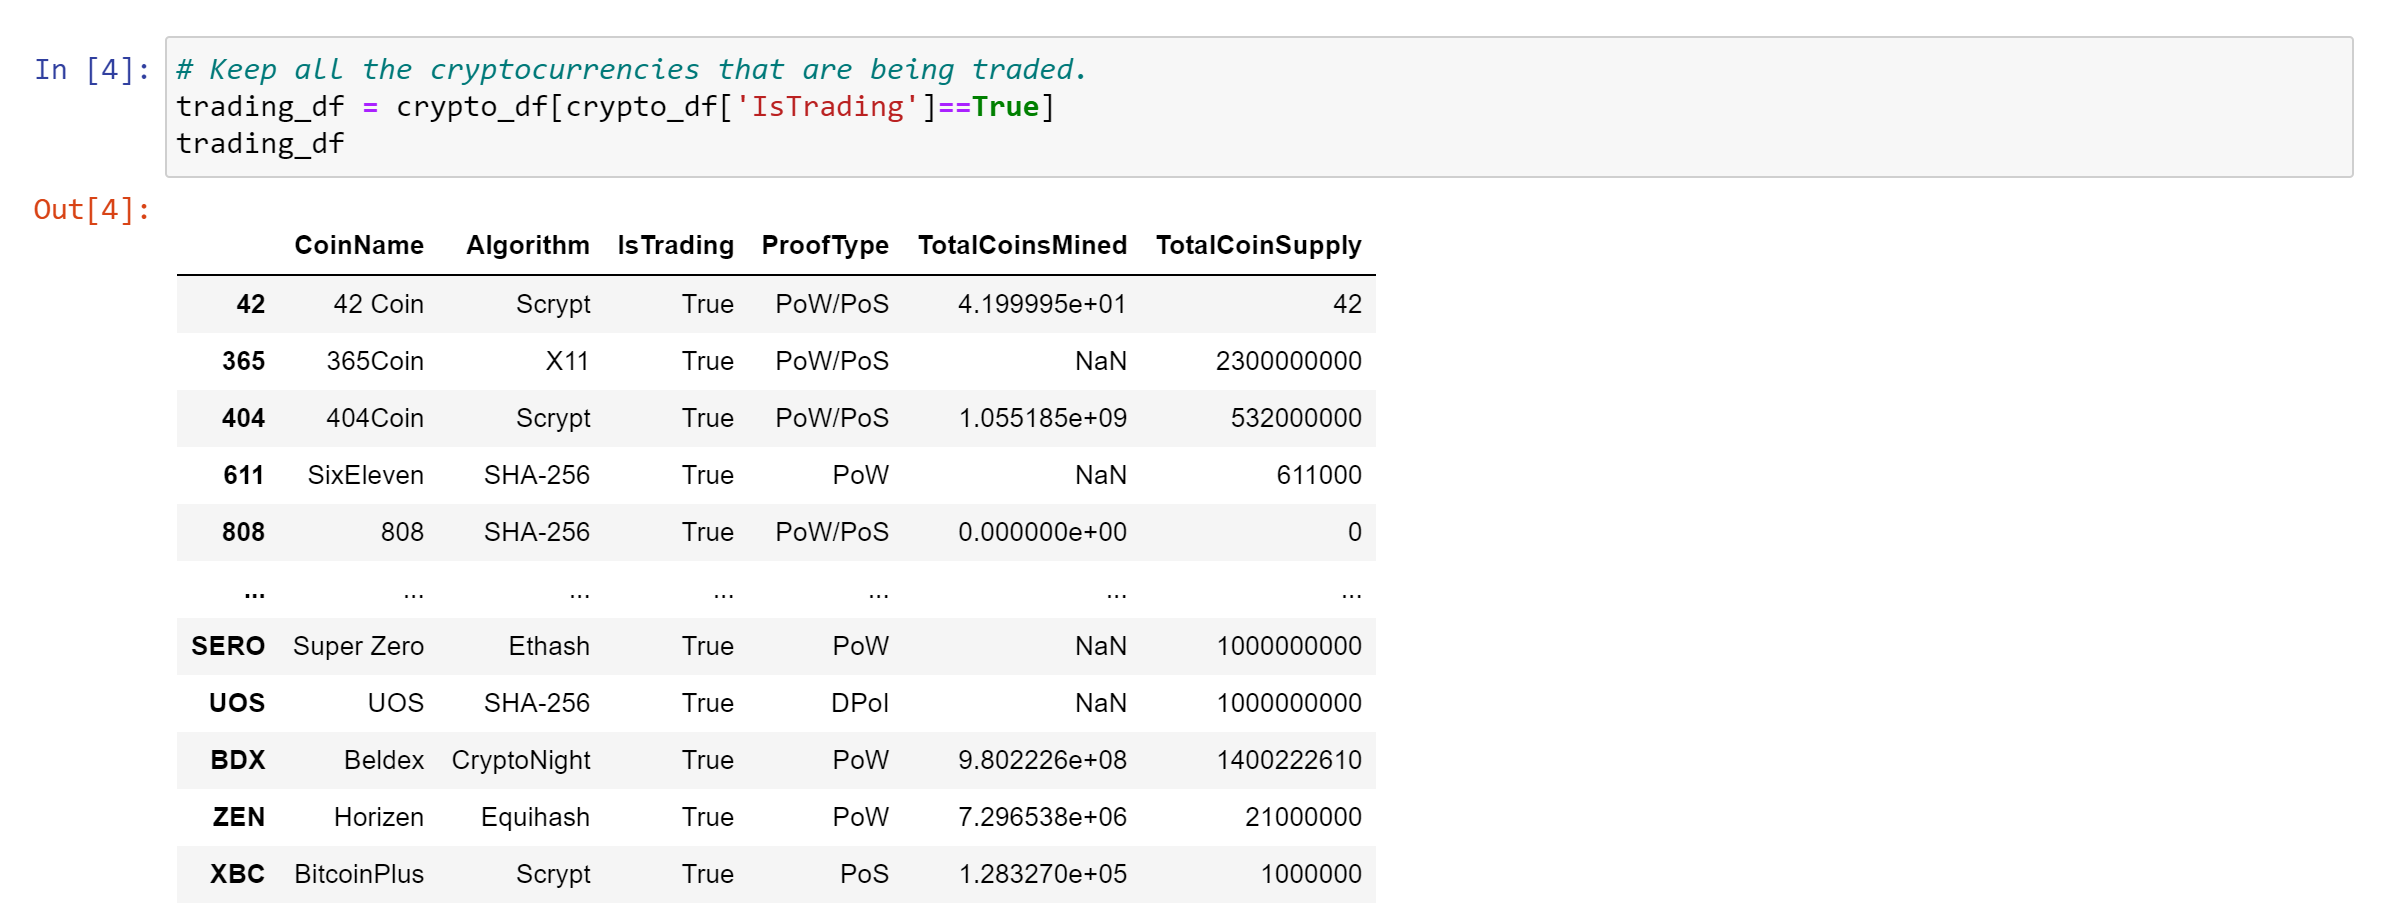 In [4]: # Keep all the cryptocurrencies that are being traded.
trading_df = crypto_df[crypto_df['IsTrading']==True]
trading_df
Out[4]:
CoinName Algorithm IsTrading ProofType TotalCoinsMined TotalCoinSupply
42 42 Coin Scrypt True PoW/PoS 4.199995e+01 42
365 365Coin X11 True PoW/PoS NaN 2300000000
404 404Coin Scrypt True PoW/PoS 1.055185e+09 532000000
611 SixEleven SHA-256 True PoW NaN 611000
808 808 SHA-256 True PoW/PoS 0.000000e+00 0
... ... ... ... ... ... ...
SERO Super Zero Ethash True PoW NaN 1000000000
UOS UOS SHA-256 True DPoI NaN 1000000000
BDX Beldex CryptoNight True PoW 9.802226e+08 1400222610
ZEN Horizen Equihash True PoW 7.296538e+06 21000000
XBC BitcoinPlus Scrypt True PoS 1.283270e+05 1000000